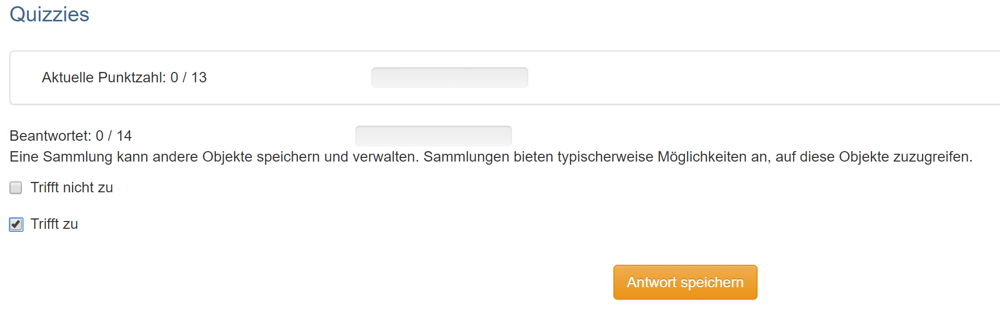 Quizzies
Aktuelle Punktzahl: 0 / 13
Beantwortet: 0 / 14
Eine Sammlung kann andere Objekte speichern und verwalten. Sammlungen bieten typischerweise Möglichkeiten an, auf diese Objekte zuzugreifen.
Trifft nicht zu
Trifft zu
Antwort speichern